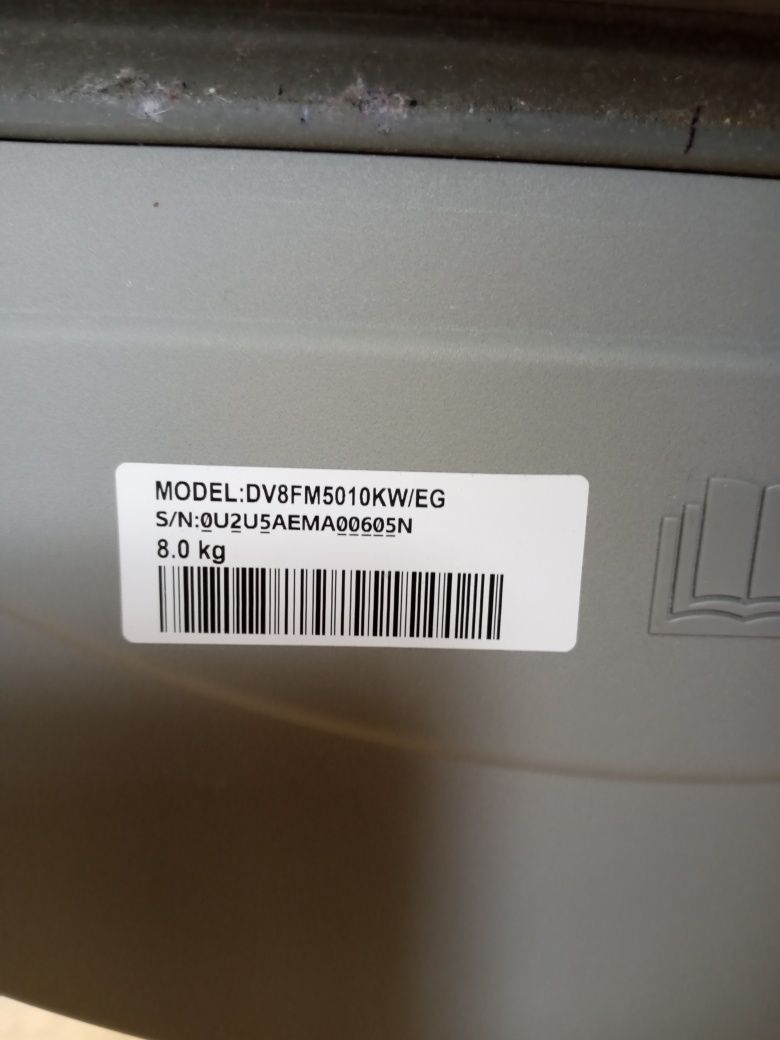 MODEL:DV8FM5010KW/EG
S/N:0U2U5AEMA00605N
8.0 kg